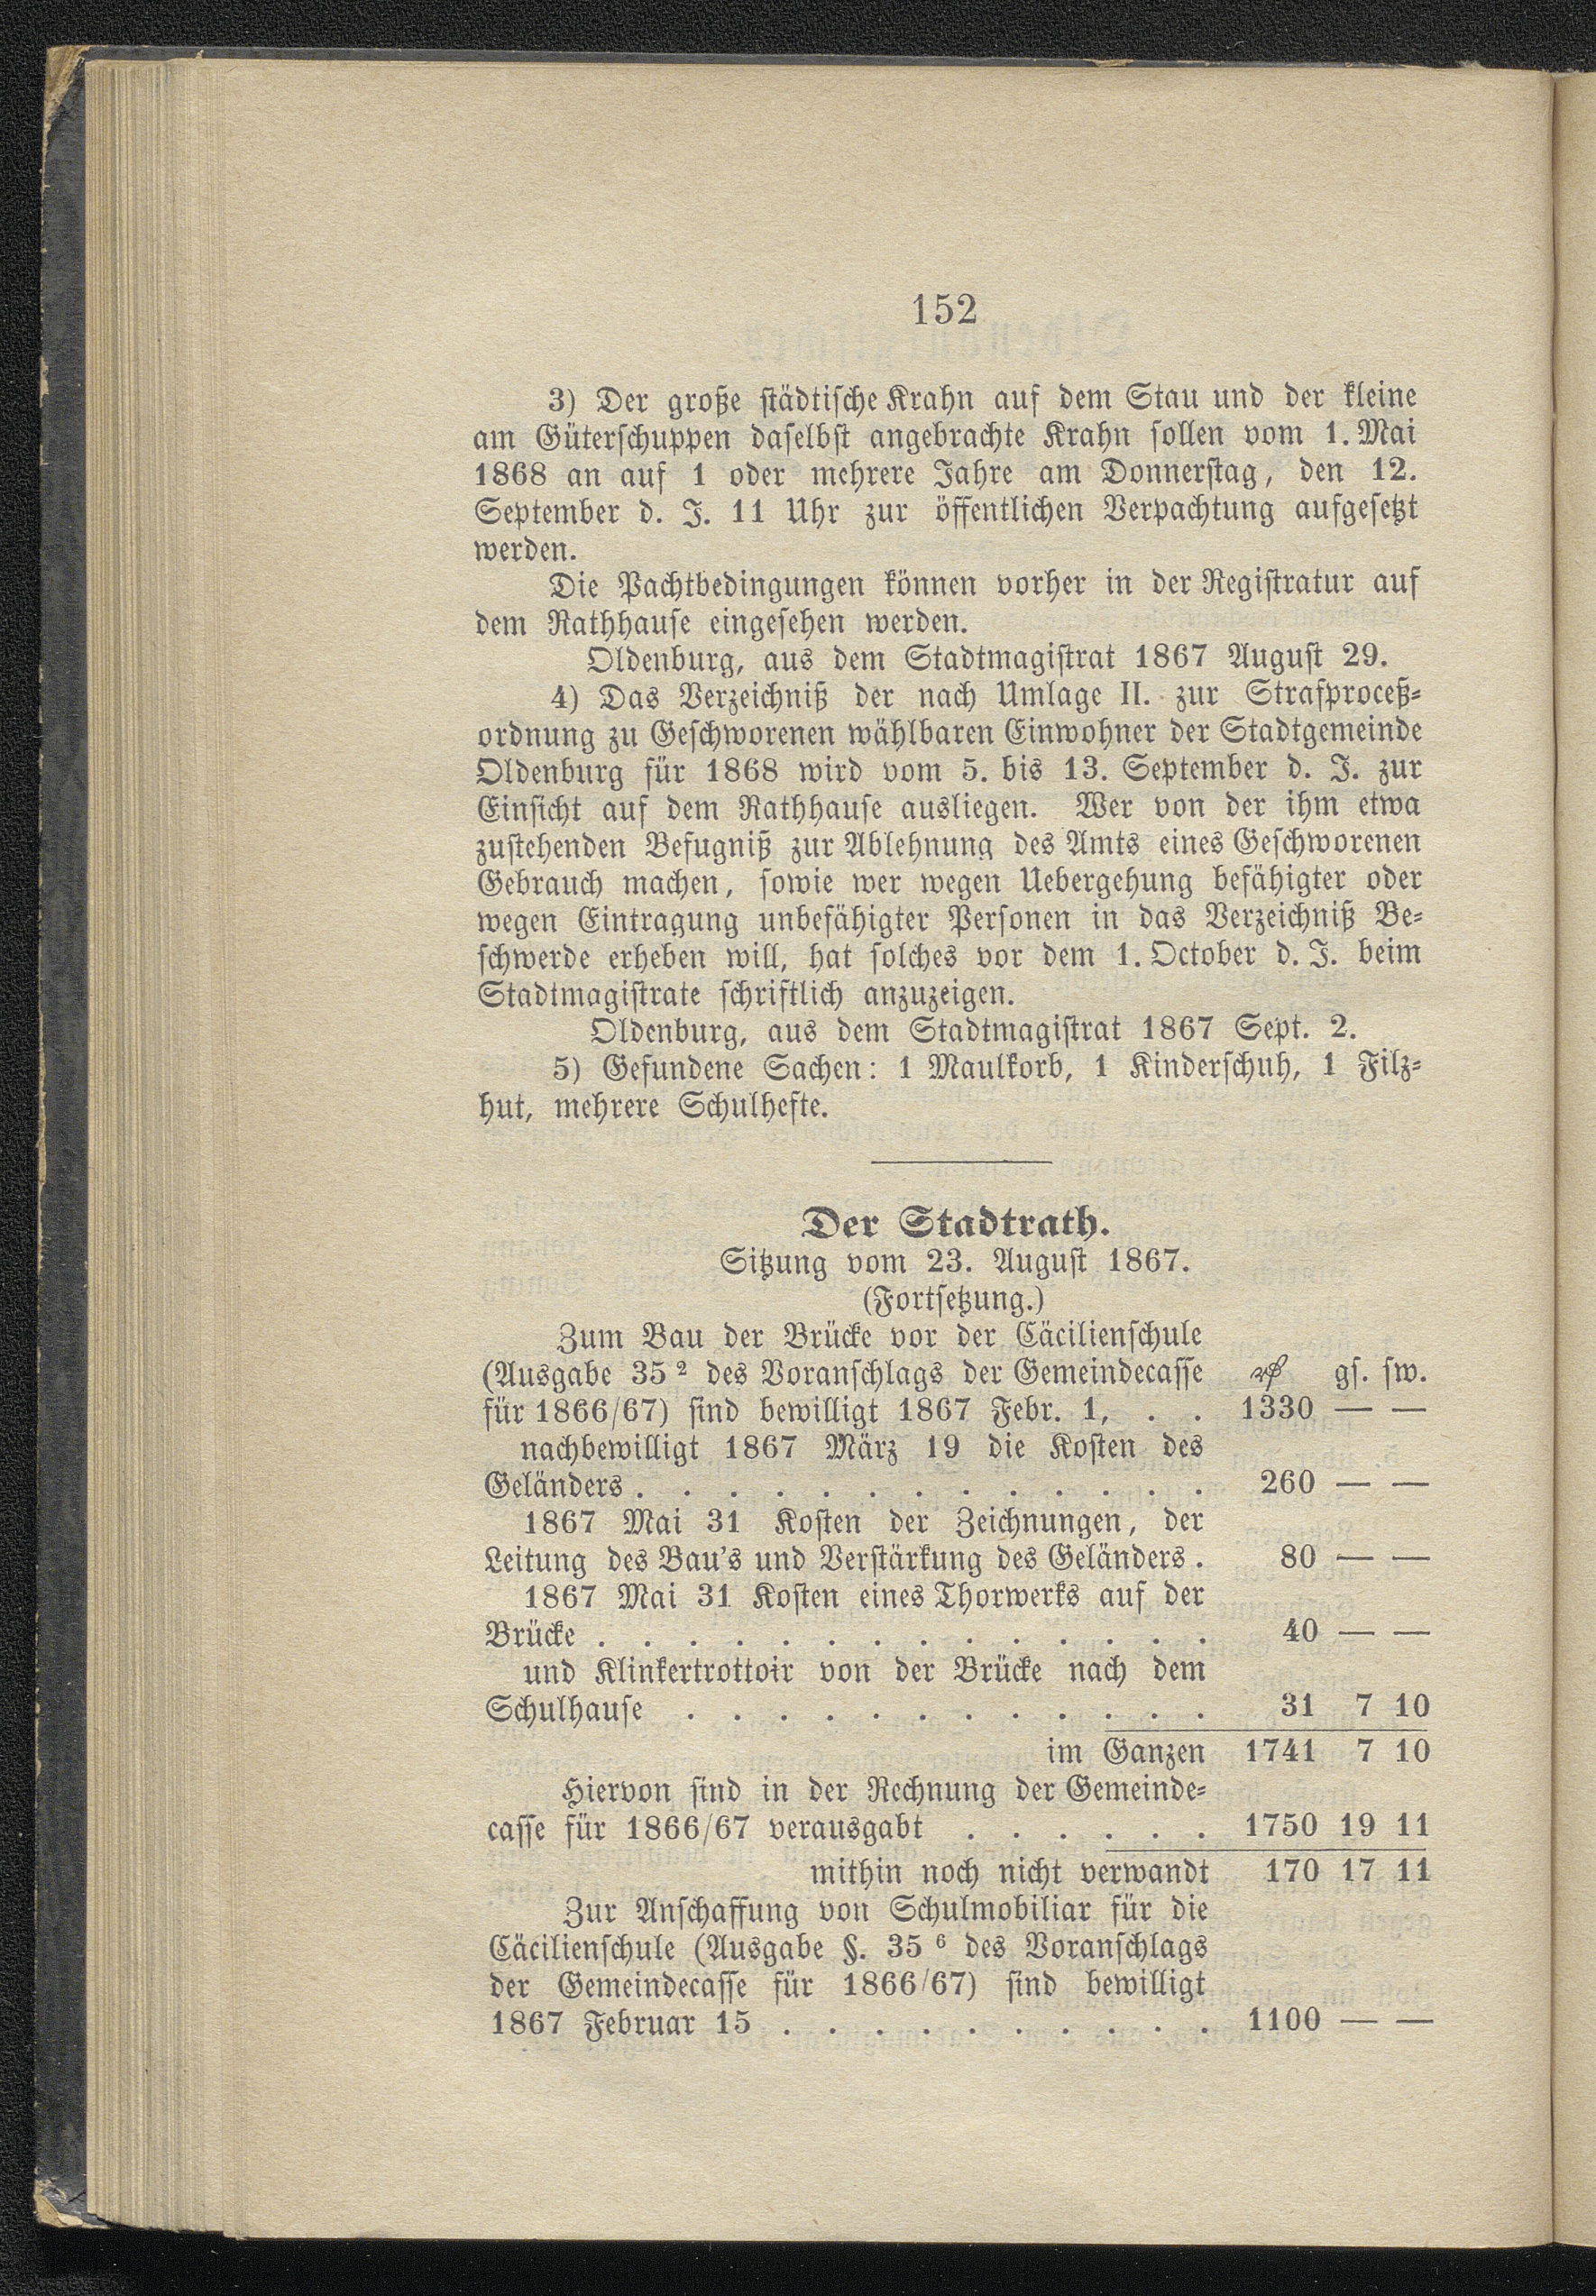 152
3) Der große städtische Krahn auf dem Stau und der kleine
am Güterschuppen daselbst angebrachte Krahn sollen vom 1. Mai
1868 an auf 1 oder mehrere Jahre am Donnerstag, den 12.
September d. J. 11 Uhr zur öffentlichen Verpachtung aufgesetzt
werden.
Die Pachtbedingungen können vorher in der Registratur auf
dem Rathhause eingesehen werden.
Oldenburg, aus dem Stadtmagistrat 1867 August 29.
4) Das Verzeichniß der nach Umlage II. zur Strafproceß-
ordnung zu Geschworenen wählbaren Einwohner der Stadtgemeinde
Oldenburg für 1868 wird vom 5. bis 13. September d. J. zur
Einsicht auf dem Rathhause ausliegen. Wer von der ihm etwa
zustehenden Befugniß zur Ablehnung des Amts eines Geschworenen
Gebrauch machen, sowie wer wegen Uebergehung befähigter oder
wegen Eintragung unbefähigter Personen in das Verzeichniß Be-
schwerde erheben will, hat solches vor dem 1. October d. J. beim
Stadtmagistrate schriftlich anzuzeigen.
Oldenburg, aus dem Stadtmagistrat 1867 Sept. 2.
5) Gefundene Sachen: 1 Maulkorb, 1 Kinderschuh, 1 Filz-
hut, mehrere Schulhefte.
Der Stadtrath.
Sitzung vom 23. August 1867.
(Fortsetzung.)
Zum Bau der Brücke vor der Cäcilienschule
(Ausgabe 35 ² des Voranschlags der Gemeindecasse ₰ gs. sw.
für 1866/67) sind bewilligt 1867 Febr. 1, . . 1330 — —
nachbewilligt 1867 März 19 die Kosten des
Geländers . . . . . . . . . . . . . 260 — —
1867 Mai 31 Kosten der Zeichnungen, der
Leitung des Bau's und Verstärkung des Geländers . 80 — —
1867 Mai 31 Kosten eines Thorwerks auf der
Brücke . . . . . . . . . . . . . . 40 — —
und Klinkertrottoir von der Brücke nach dem
Schulhause . . . . . . . . . . . . 31 7 10
im Ganzen 1741 7 10
Hiervon sind in der Rechnung der Gemeinde-
casse für 1866/67 verausgabt . . . . . . 1750 19 11
mithin noch nicht verwandt 170 17 11
Zur Anschaffung von Schulmobiliar für die
Cäcilienschule (Ausgabe §. 35 ⁶ des Voranschlags
der Gemeindecasse für 1866/67) sind bewilligt
1867 Februar 15 . . . . . . . . . . 1100 — —